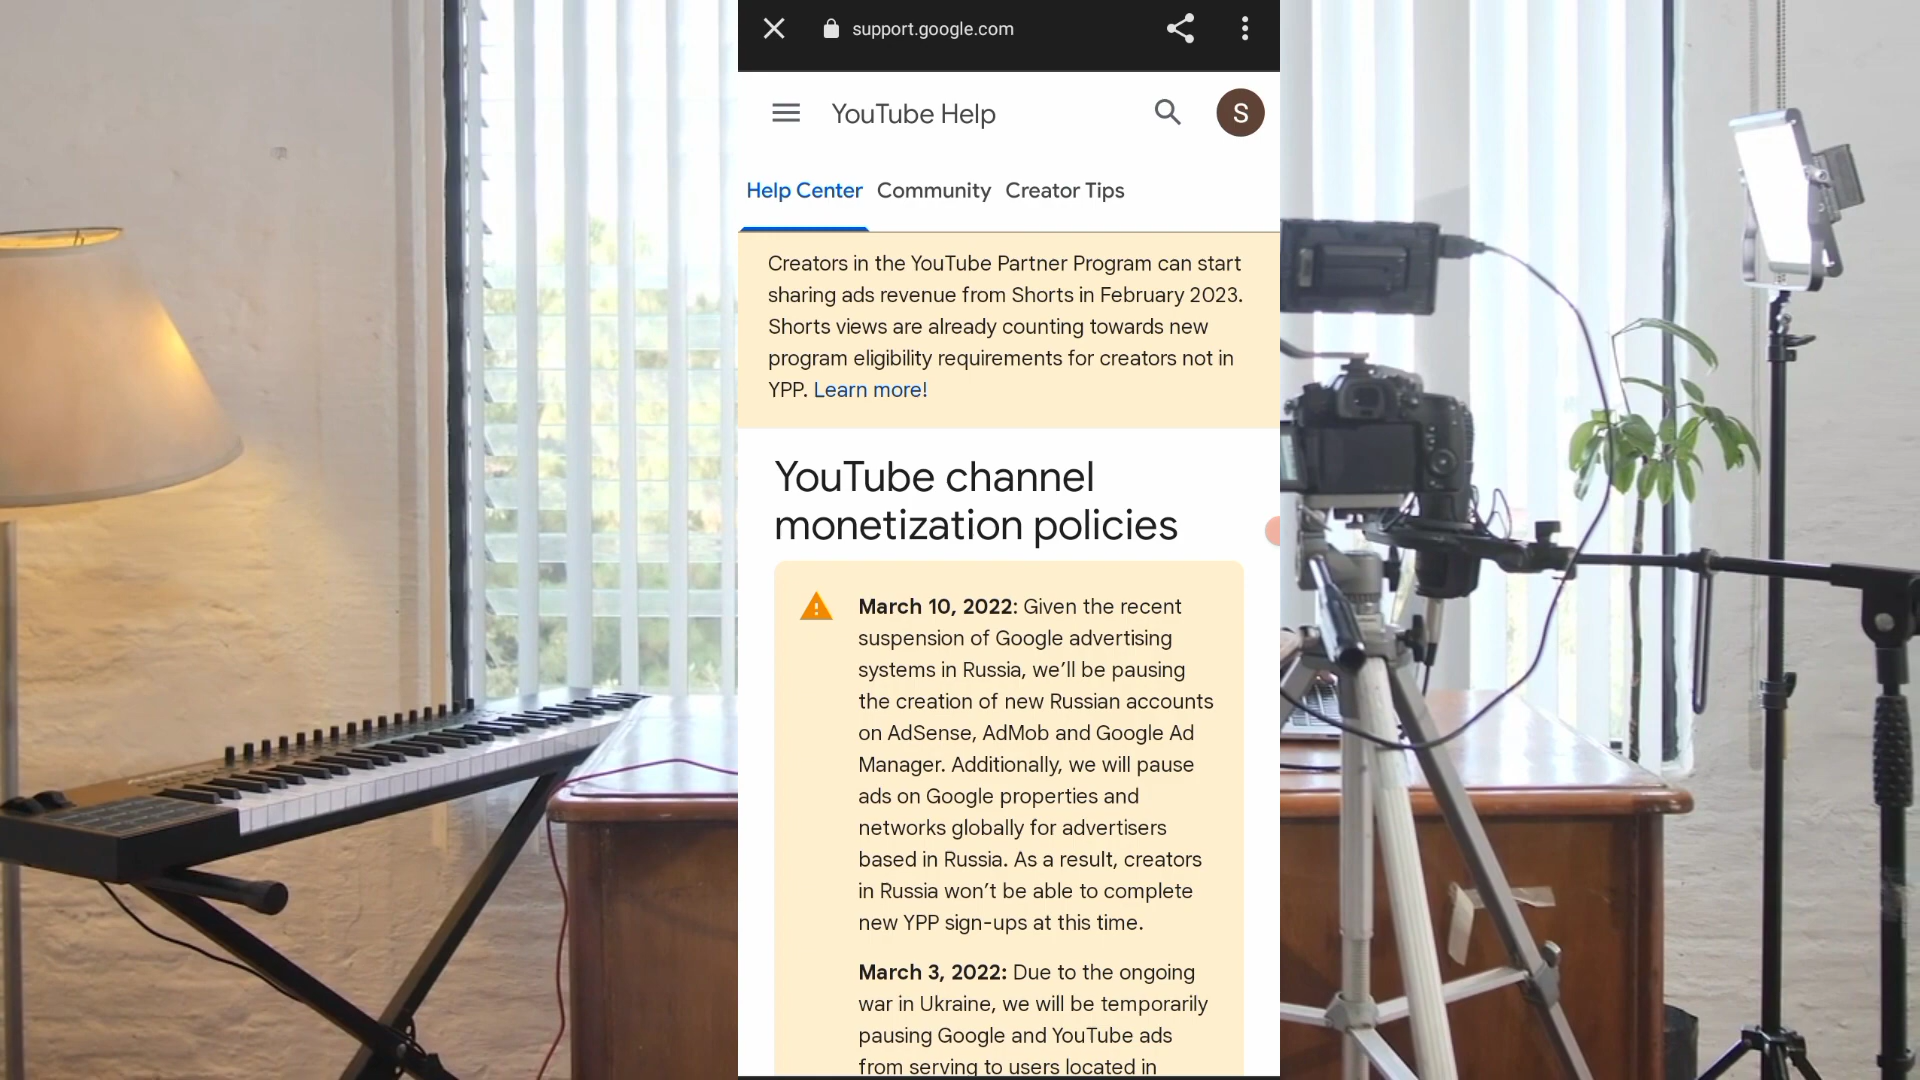 support.google.com
YouTube Help
S
Help Center Community Creator Tips
Creators in the YouTube Partner Program can start
sharing ads revenue from Shorts in February 2023.
Shorts views are already counting towards new
program eligibility requirements for creators not in
YPP. Learn more!
YouTube channel
monetization policies
March 10, 2022: Given the recent
suspension of Google advertising
systems in Russia, we’ll be pausing
the creation of new Russian accounts
on AdSense, AdMob and Google Ad
Manager. Additionally, we will pause
ads on Google properties and
networks globally for advertisers
based in Russia. As a result, creators
in Russia won’t be able to complete
new YPP sign-ups at this time.
March 3, 2022: Due to the ongoing
war in Ukraine, we will be temporarily
pausing Google and YouTube ads
from serving to users located in